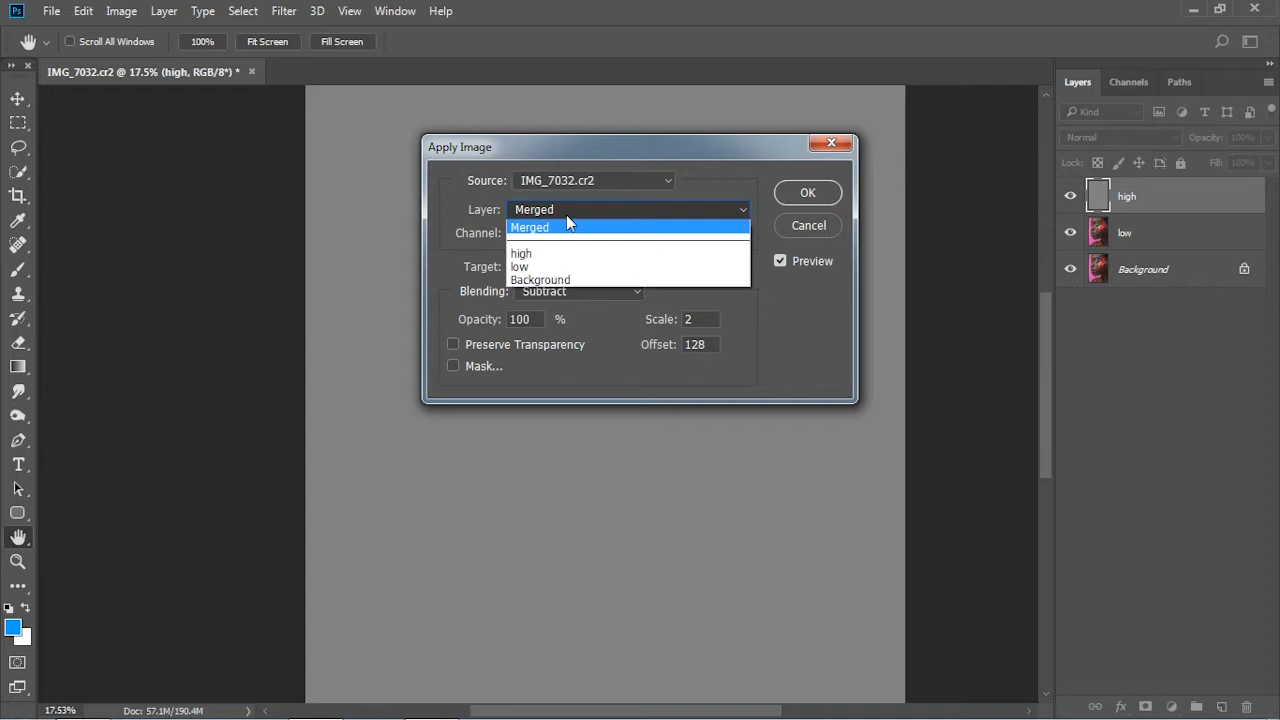 Ps File Edit Image Layer Type Select Filter 3D View Window Help
Scroll All Windows 100% Fit Screen Fill Screen
IMG_7032.cr2 @ 17.5% (high, RGB/8*) *
Layers Channels Paths
Kind
Normal Opacity: 100%
Lock: Fill: 100%
high
low
Background
Apply Image
Source: IMG_7032.cr2
Layer: Merged
Merged
Channel:
high
Target: low
Background
Blending: Subtract
Opacity: 100 % Scale: 2
Preserve Transparency Offset: 128
Mask...
OK
Cancel
Preview
17.53% Doc: 57.1M/190.4M